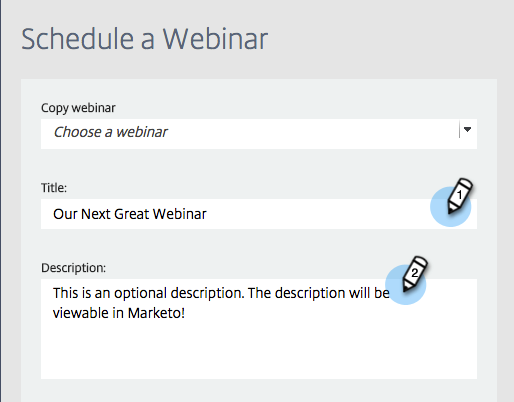 Schedule a Webinar
Copy webinar
Choose a webinar
Title:
1
Our Next Great Webinar
Description:
2
This is an optional description. The description will be
viewable in Marketo!